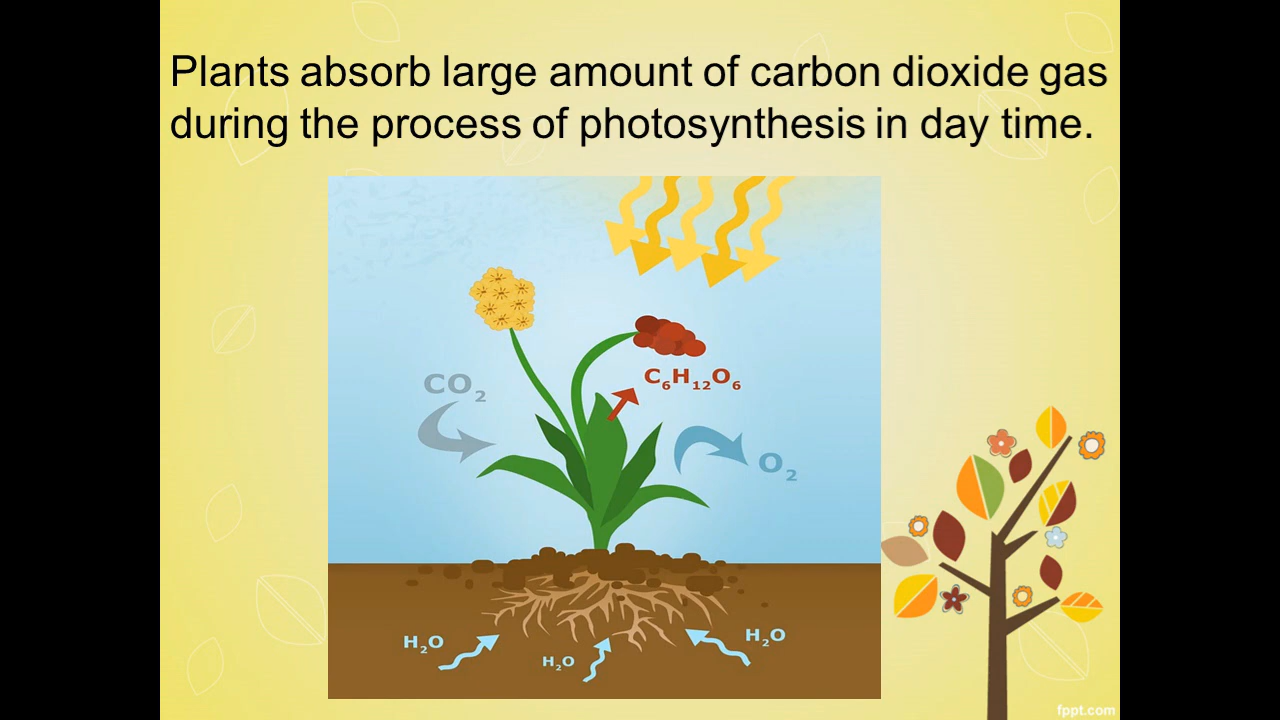 Plants absorb large amount of carbon dioxide gas
during the process of photosynthesis in day time.
C₆H₁₂O₆
CO₂
O₂
H₂O
H₂O
H₂O
fppt.com